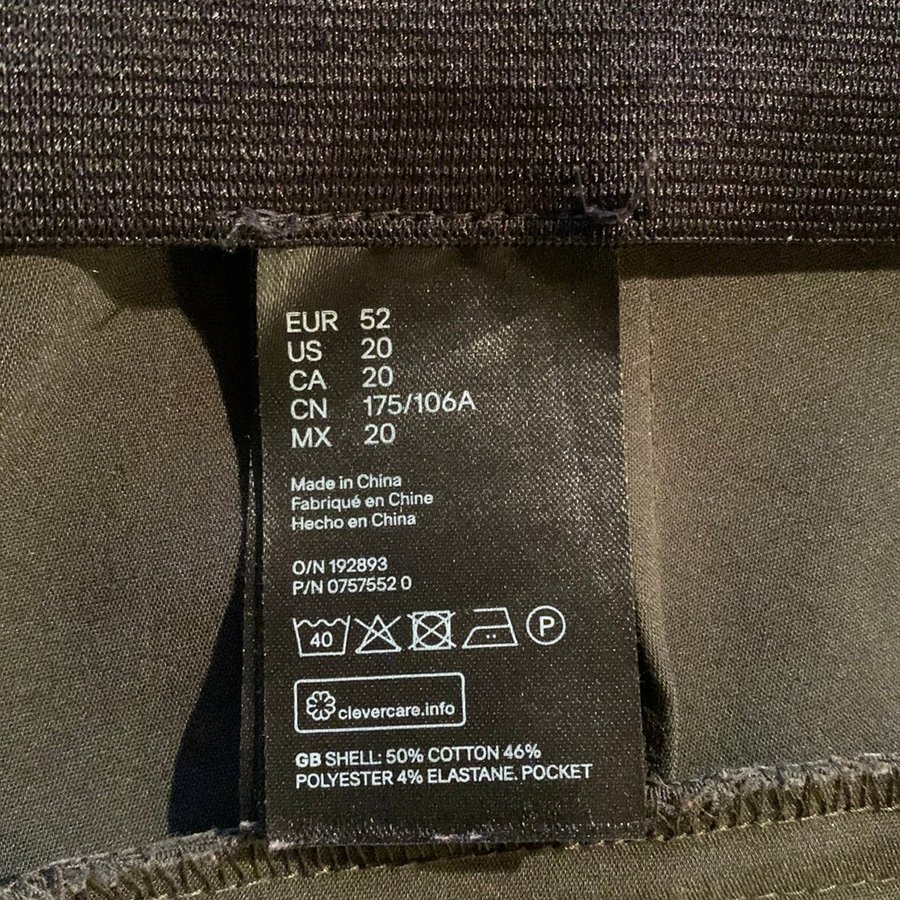 EUR 52
US 20
CA 20
CN 175/106A
MX 20
Made in China
Fabriqué en Chine
Hecho en China
O/N 192893
P/N 0757552 0
40 P
clevercare.info
GB SHELL: 50% COTTON 46%
POLYESTER 4% ELASTANE. POCKET